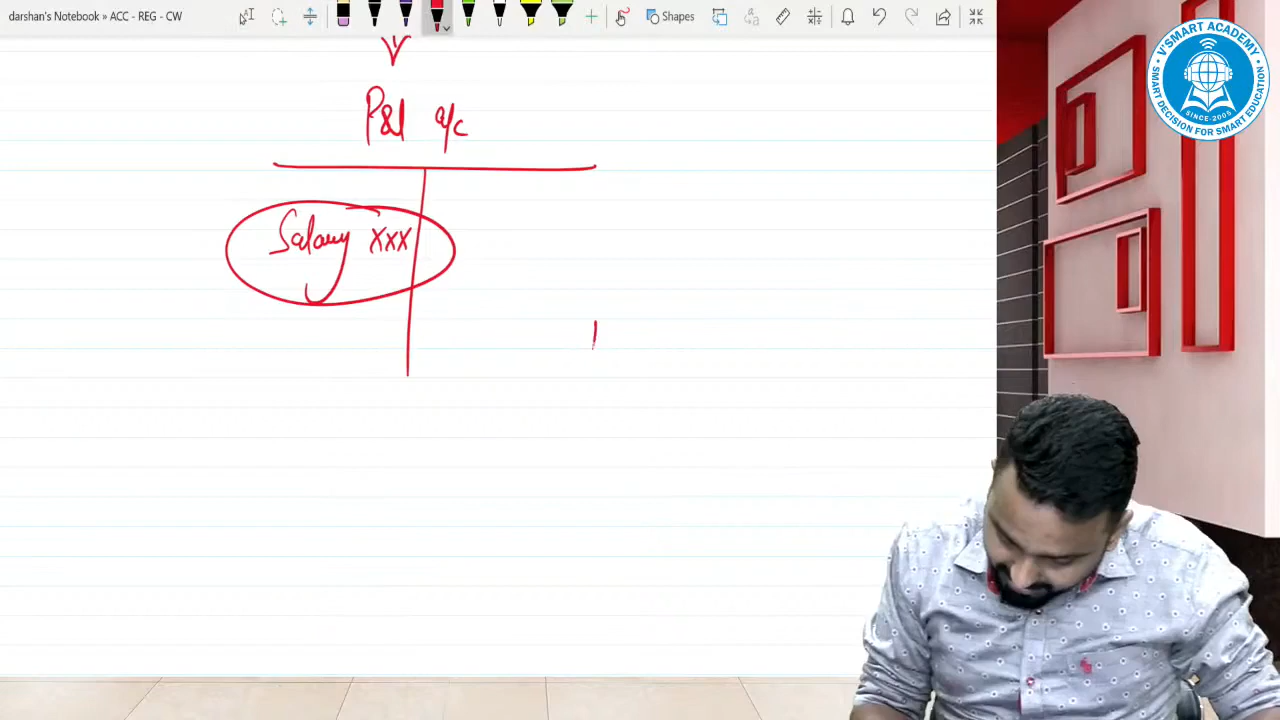 darshan's Notebook » ACC - REG - CW
Shapes
P&L a/c
Salary xxx
V'SMART ACADEMY
SINCE-2005
SMART DECISION FOR SMART EDUCATION